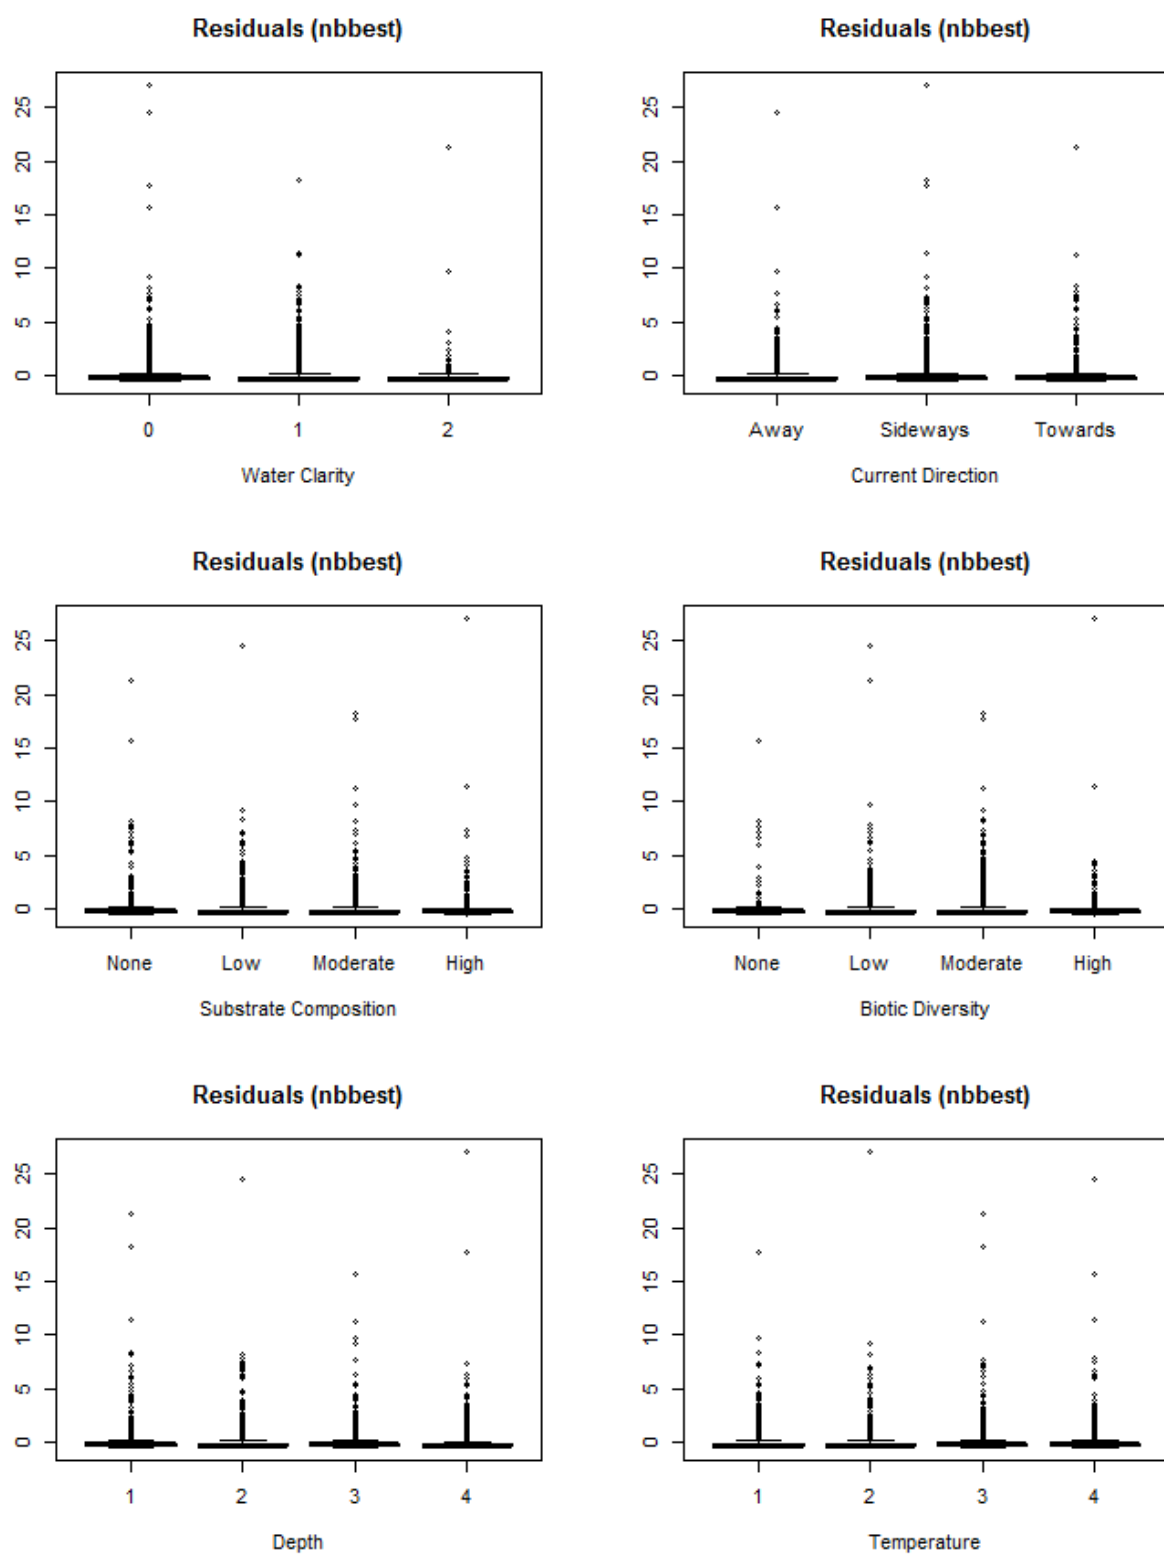 Residuals (nbbest)
25
20
15
10
5
0
0 1 2
Water Clarity
Residuals (nbbest)
25
20
15
10
5
0
Away Sideways Towards
Current Direction
Residuals (nbbest)
25
20
15
10
5
0
None Low Moderate High
Substrate Composition
Residuals (nbbest)
25
20
15
10
5
0
None Low Moderate High
Biotic Diversity
Residuals (nbbest)
25
20
15
10
5
0
1 2 3 4
Depth
Residuals (nbbest)
25
20
15
10
5
0
1 2 3 4
Temperature